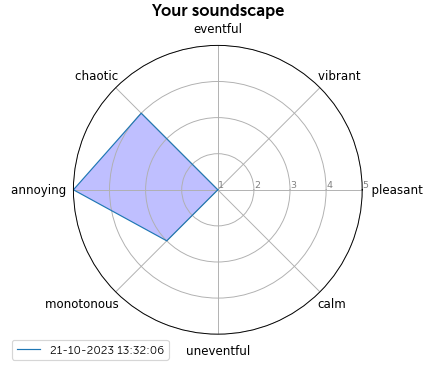 Your soundscape
eventful
chaotic
vibrant
annoying
1
2
3
4
5
pleasant
monotonous
calm
21-10-2023 13:32:06
uneventful